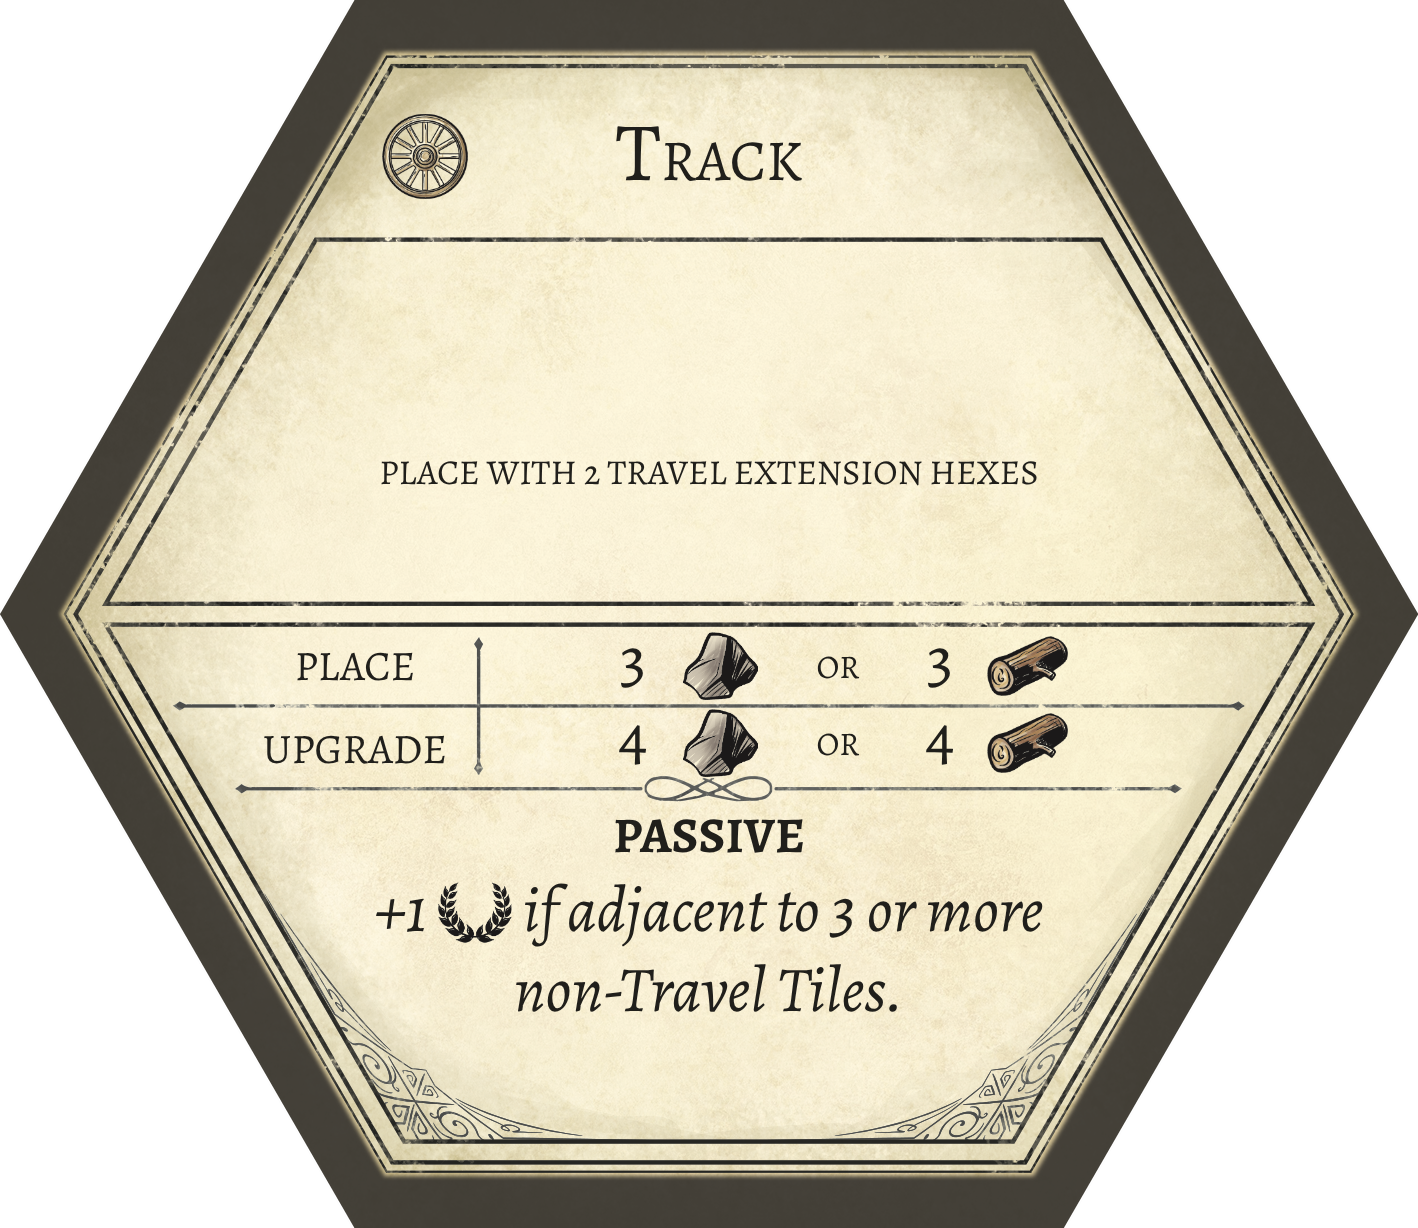 Track
PLACE WITH 2 TRAVEL EXTENSION HEXES
PLACE 3 OR 3
UPGRADE 4 OR 4
PASSIVE
+1 if adjacent to 3 or more
non-Travel Tiles.